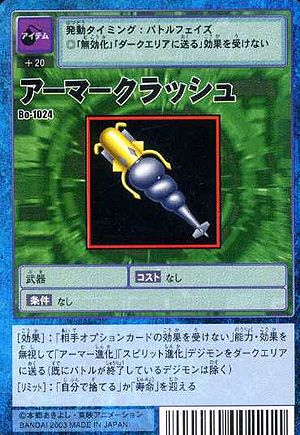 アイテム
+20
発動タイミング：バトルフェイズ
◎「無効化」「ダークエリアに送る」効果を受けない
アーマークラッシュ
Bo-1024
武器
コスト なし
条件 なし
[効果]：「相手オプションカードの効果を受けない」能力・効果を
無視して「アーマー進化」「スピリット進化」デジモンをダークエリア
に送る（既にバトルが終了しているデジモンは除く）
[リミット]：「自分で捨てる」か「寿命」を迎える
©本郷あきよし・東映アニメーション
BANDAI 2003 MADE IN JAPAN